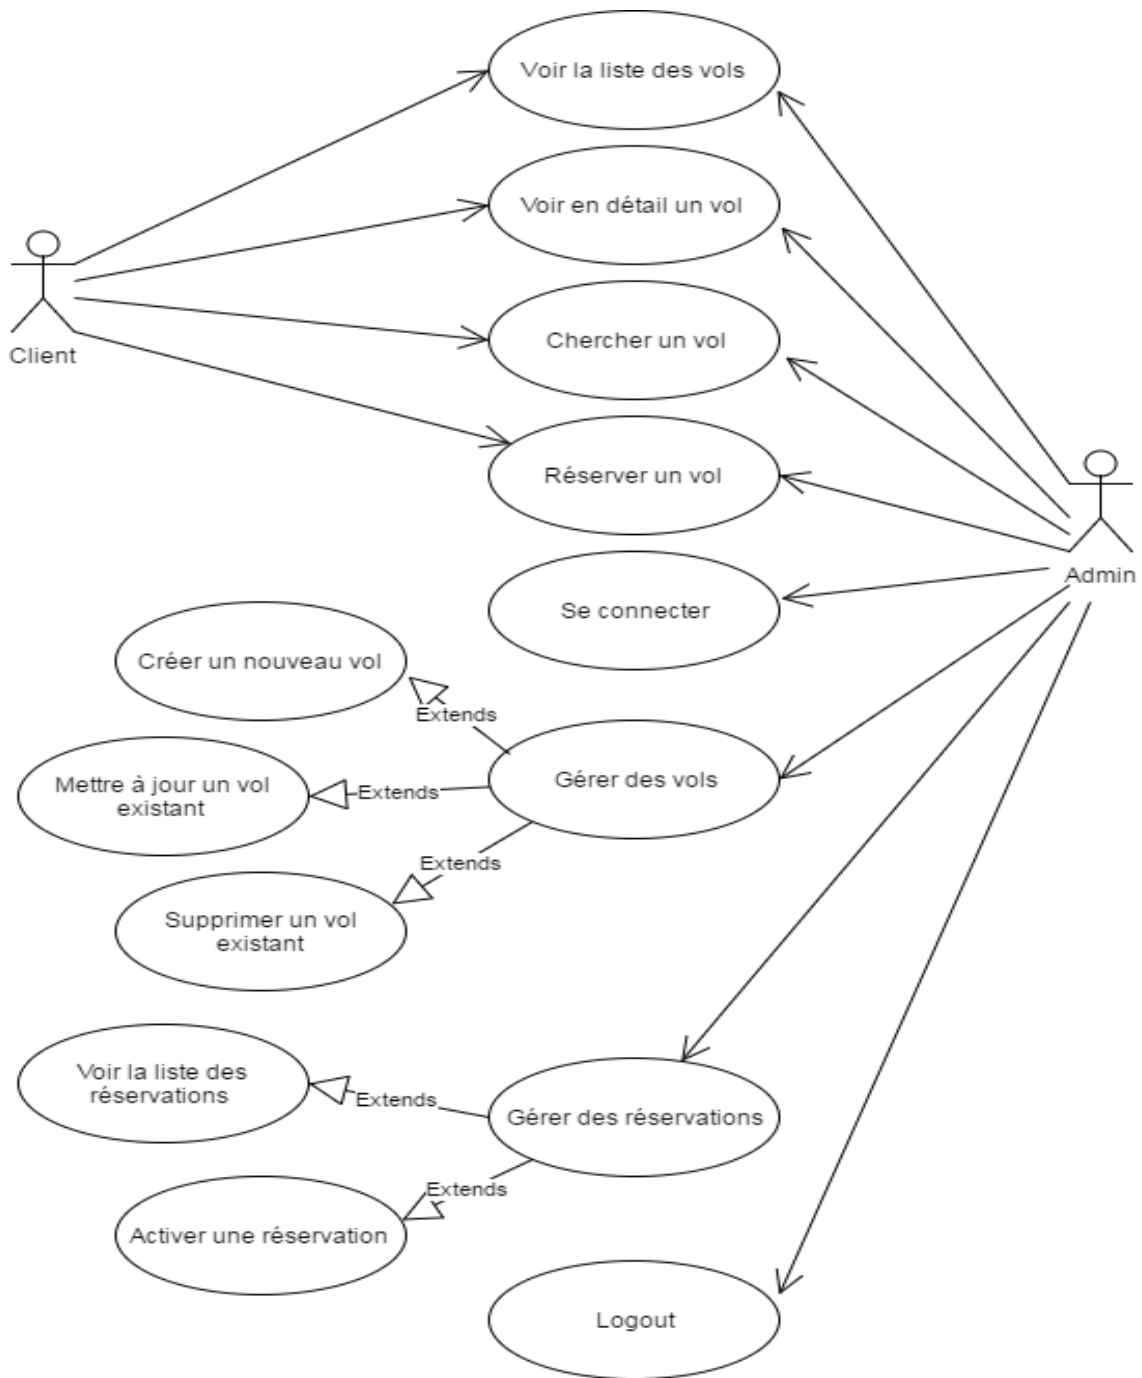 Voir la liste des vols
Voir en détail un vol
Client
Chercher un vol
Réserver un vol
Admin
Se connecter
Créer un nouveau vol
Extends
Mettre à jour un vol
existant
Extends
Gérer des vols
Extends
Supprimer un vol
existant
Voir la liste des
réservations
Extends
Gérer des réservations
Extends
Activer une réservation
Logout